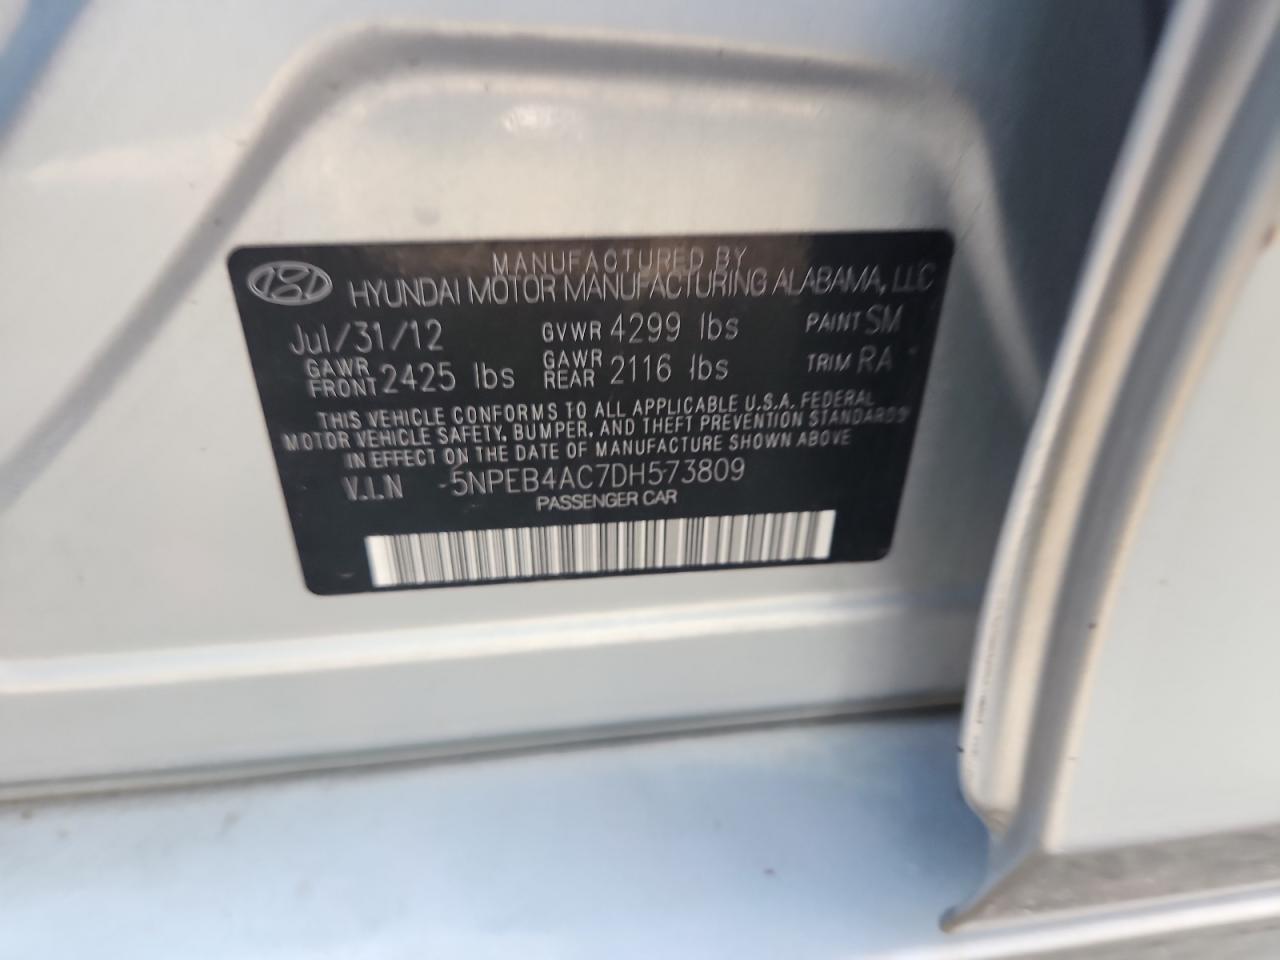 MANUFACTURED BY
HYUNDAI MOTOR MANUFACTURING ALABAMA, LLC
Jul/31/12 GVWR 4299 lbs PAINT SM
GAWR FRONT 2425 lbs GAWR REAR 2116 lbs TRIM RA
THIS VEHICLE CONFORMS TO ALL APPLICABLE U.S.A. FEDERAL
MOTOR VEHICLE SAFETY, BUMPER, AND THEFT PREVENTION STANDARDS
IN EFFECT ON THE DATE OF MANUFACTURE SHOWN ABOVE
V.I.N 5NPEB4AC7DH573809
PASSENGER CAR